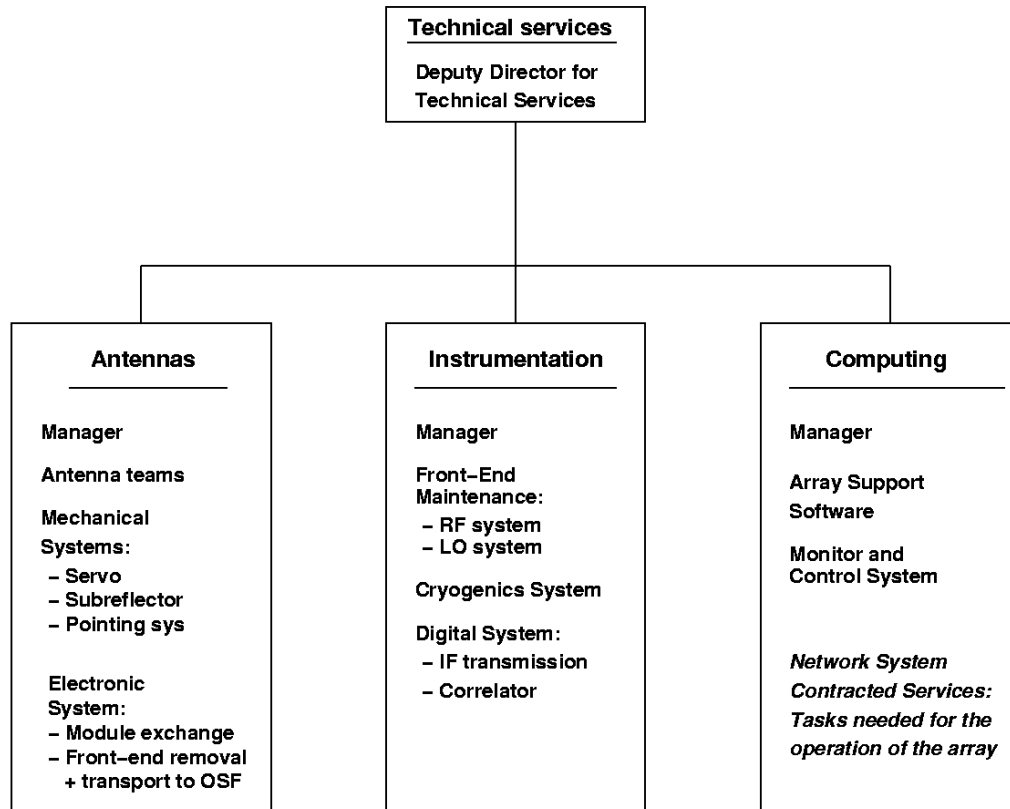 Technical services
Deputy Director for
Technical Services
Antennas
Manager
Antenna teams
Mechanical
Systems:
– Servo
– Subreflector
– Pointing sys
Electronic
System:
– Module exchange
– Front–end removal
+ transport to OSF
Instrumentation
Manager
Front–End
Maintenance:
– RF system
– LO system
Cryogenics System
Digital System:
– IF transmission
– Correlator
Computing
Manager
Array Support
Software
Monitor and
Control System
Network System
Contracted Services:
Tasks needed for the
operation of the array